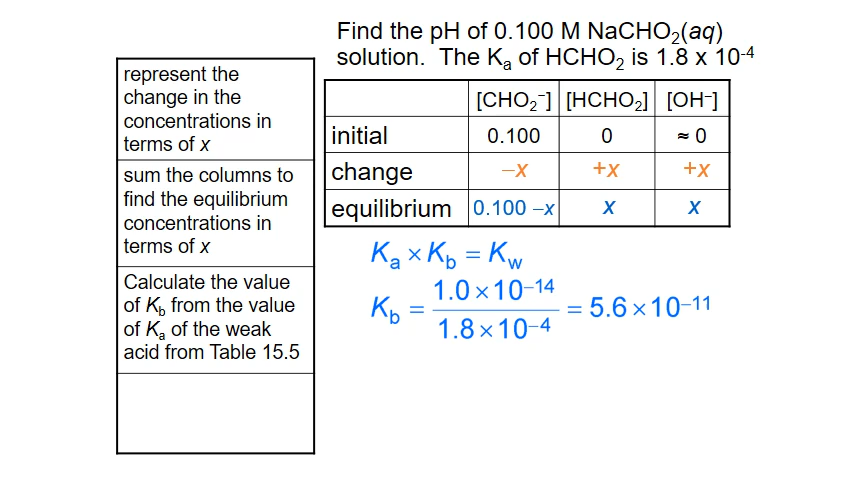 Find the pH of 0.100 M NaCHO₂(aq)
solution. The Kₐ of HCHO₂ is 1.8 x 10⁻⁴
represent the
change in the
concentrations in
terms of x
sum the columns to
find the equilibrium
concentrations in
terms of x
Calculate the value
of K_b from the value
of Kₐ of the weak
acid from Table 15.5
[CHO₂⁻] [HCHO₂] [OH⁻]
initial 0.100 0 ≈ 0
change −x +x +x
equilibrium 0.100 −x x x
Kₐ × K_b = K_w
K_b = 1.0 × 10⁻¹⁴ / 1.8 × 10⁻⁴ = 5.6 × 10⁻¹¹